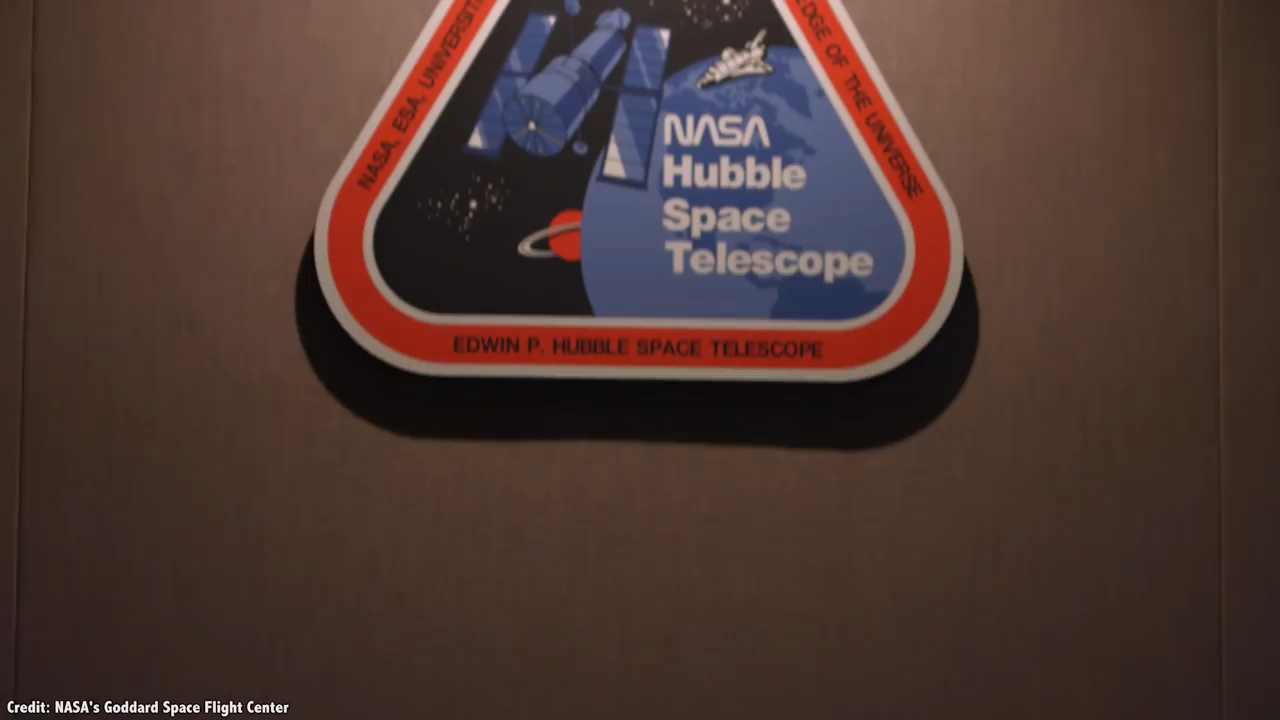 NASA, ESA, 
EDGE OF THE UNIVERSE
NASA
Hubble
Space
Telescope
EDWIN P. HUBBLE SPACE TELESCOPE
Credit: NASA's Goddard Space Flight Center